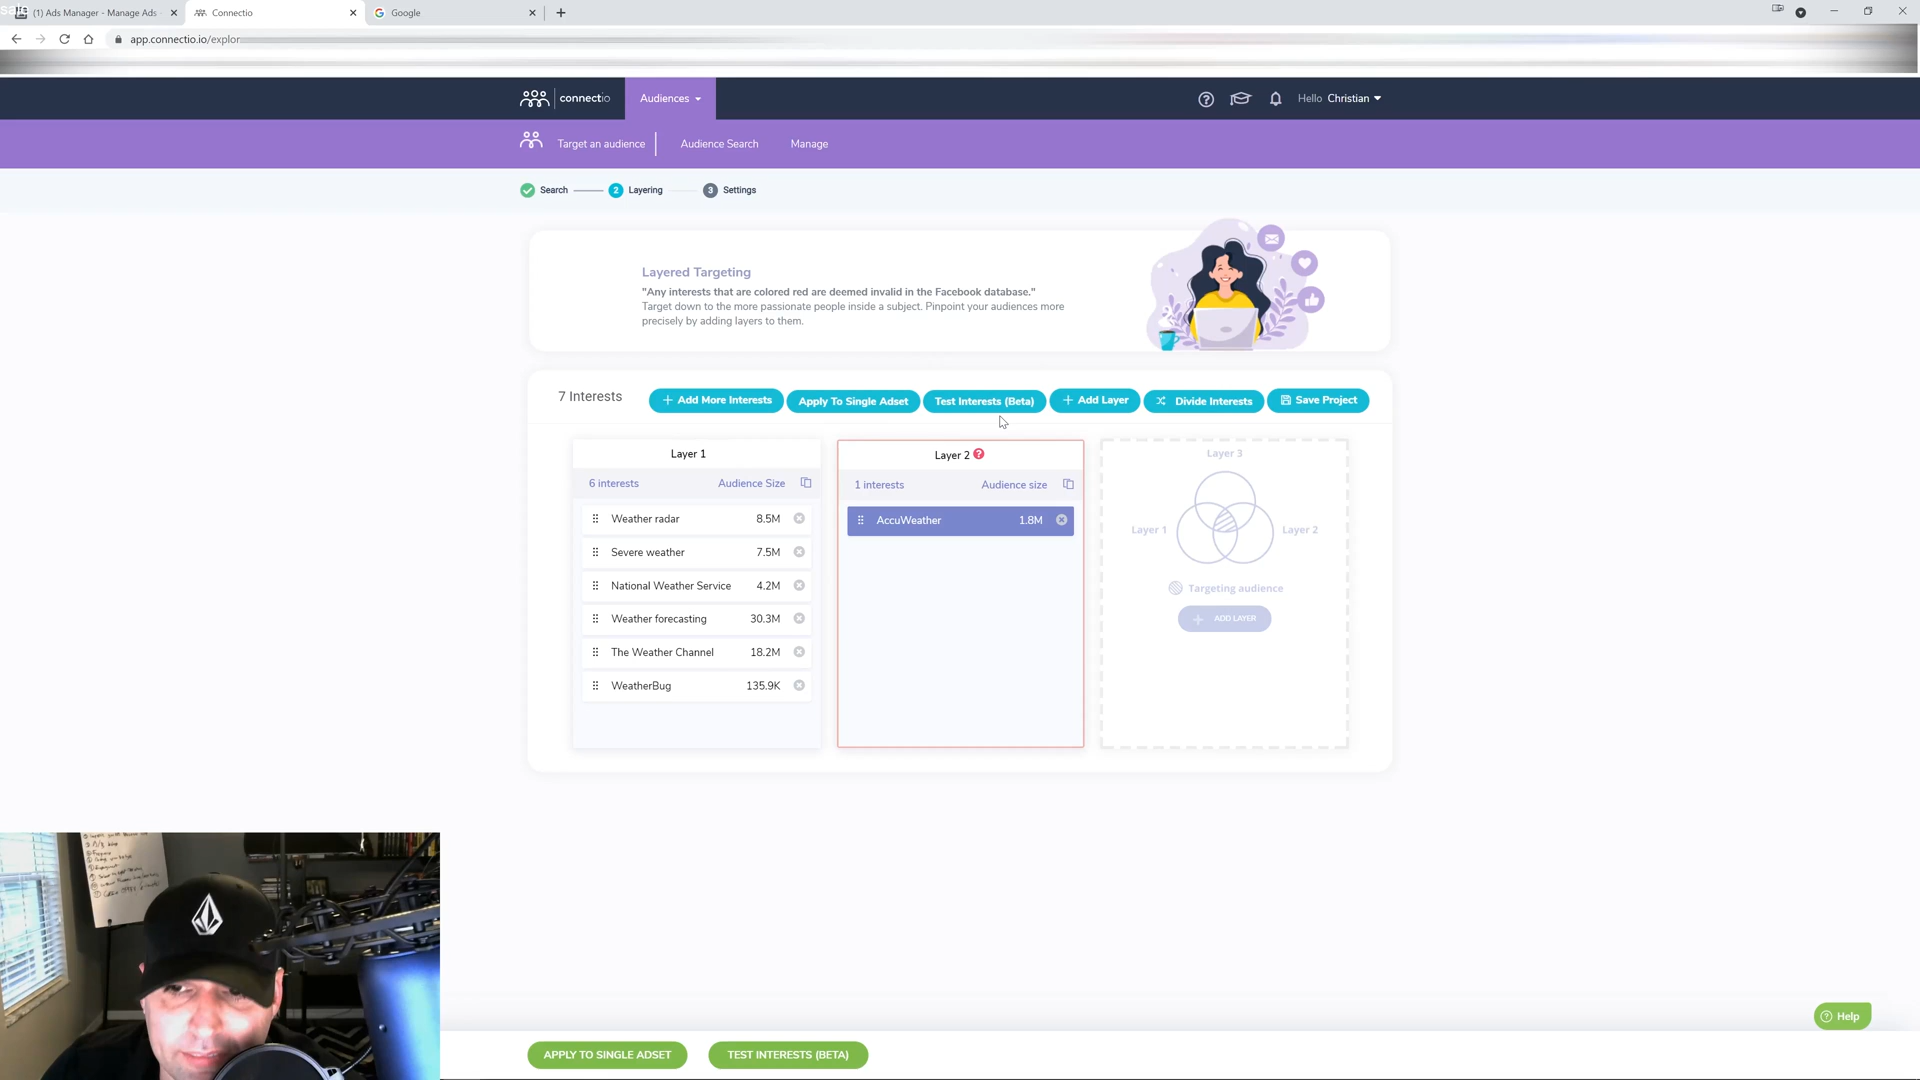 (1) Ads Manager - Manage Ads
Connectio
Google
app.connectio.io/explor
connectio
Audiences
Hello Christian
Target an audience
Audience Search
Manage
Search
2 Layering
3 Settings
Layered Targeting
"Any interests that are colored red are deemed invalid in the Facebook database."
Target down to the more passionate people inside a subject. Pinpoint your audiences more
precisely by adding layers to them.
7 Interests
+ Add More Interests
Apply To Single Adset
Test Interests (Beta)
+ Add Layer
Divide Interests
Save Project
Layer 1
6 interests Audience Size
Weather radar 8.5M
Severe weather 7.5M
National Weather Service 4.2M
Weather forecasting 30.3M
The Weather Channel 18.2M
WeatherBug 135.9K
Layer 2 ?
1 interests Audience size
AccuWeather 1.8M
Layer 3
Layer 1
Layer 2
Targeting audience
+ ADD LAYER
APPLY TO SINGLE ADSET
TEST INTERESTS (BETA)
? Help